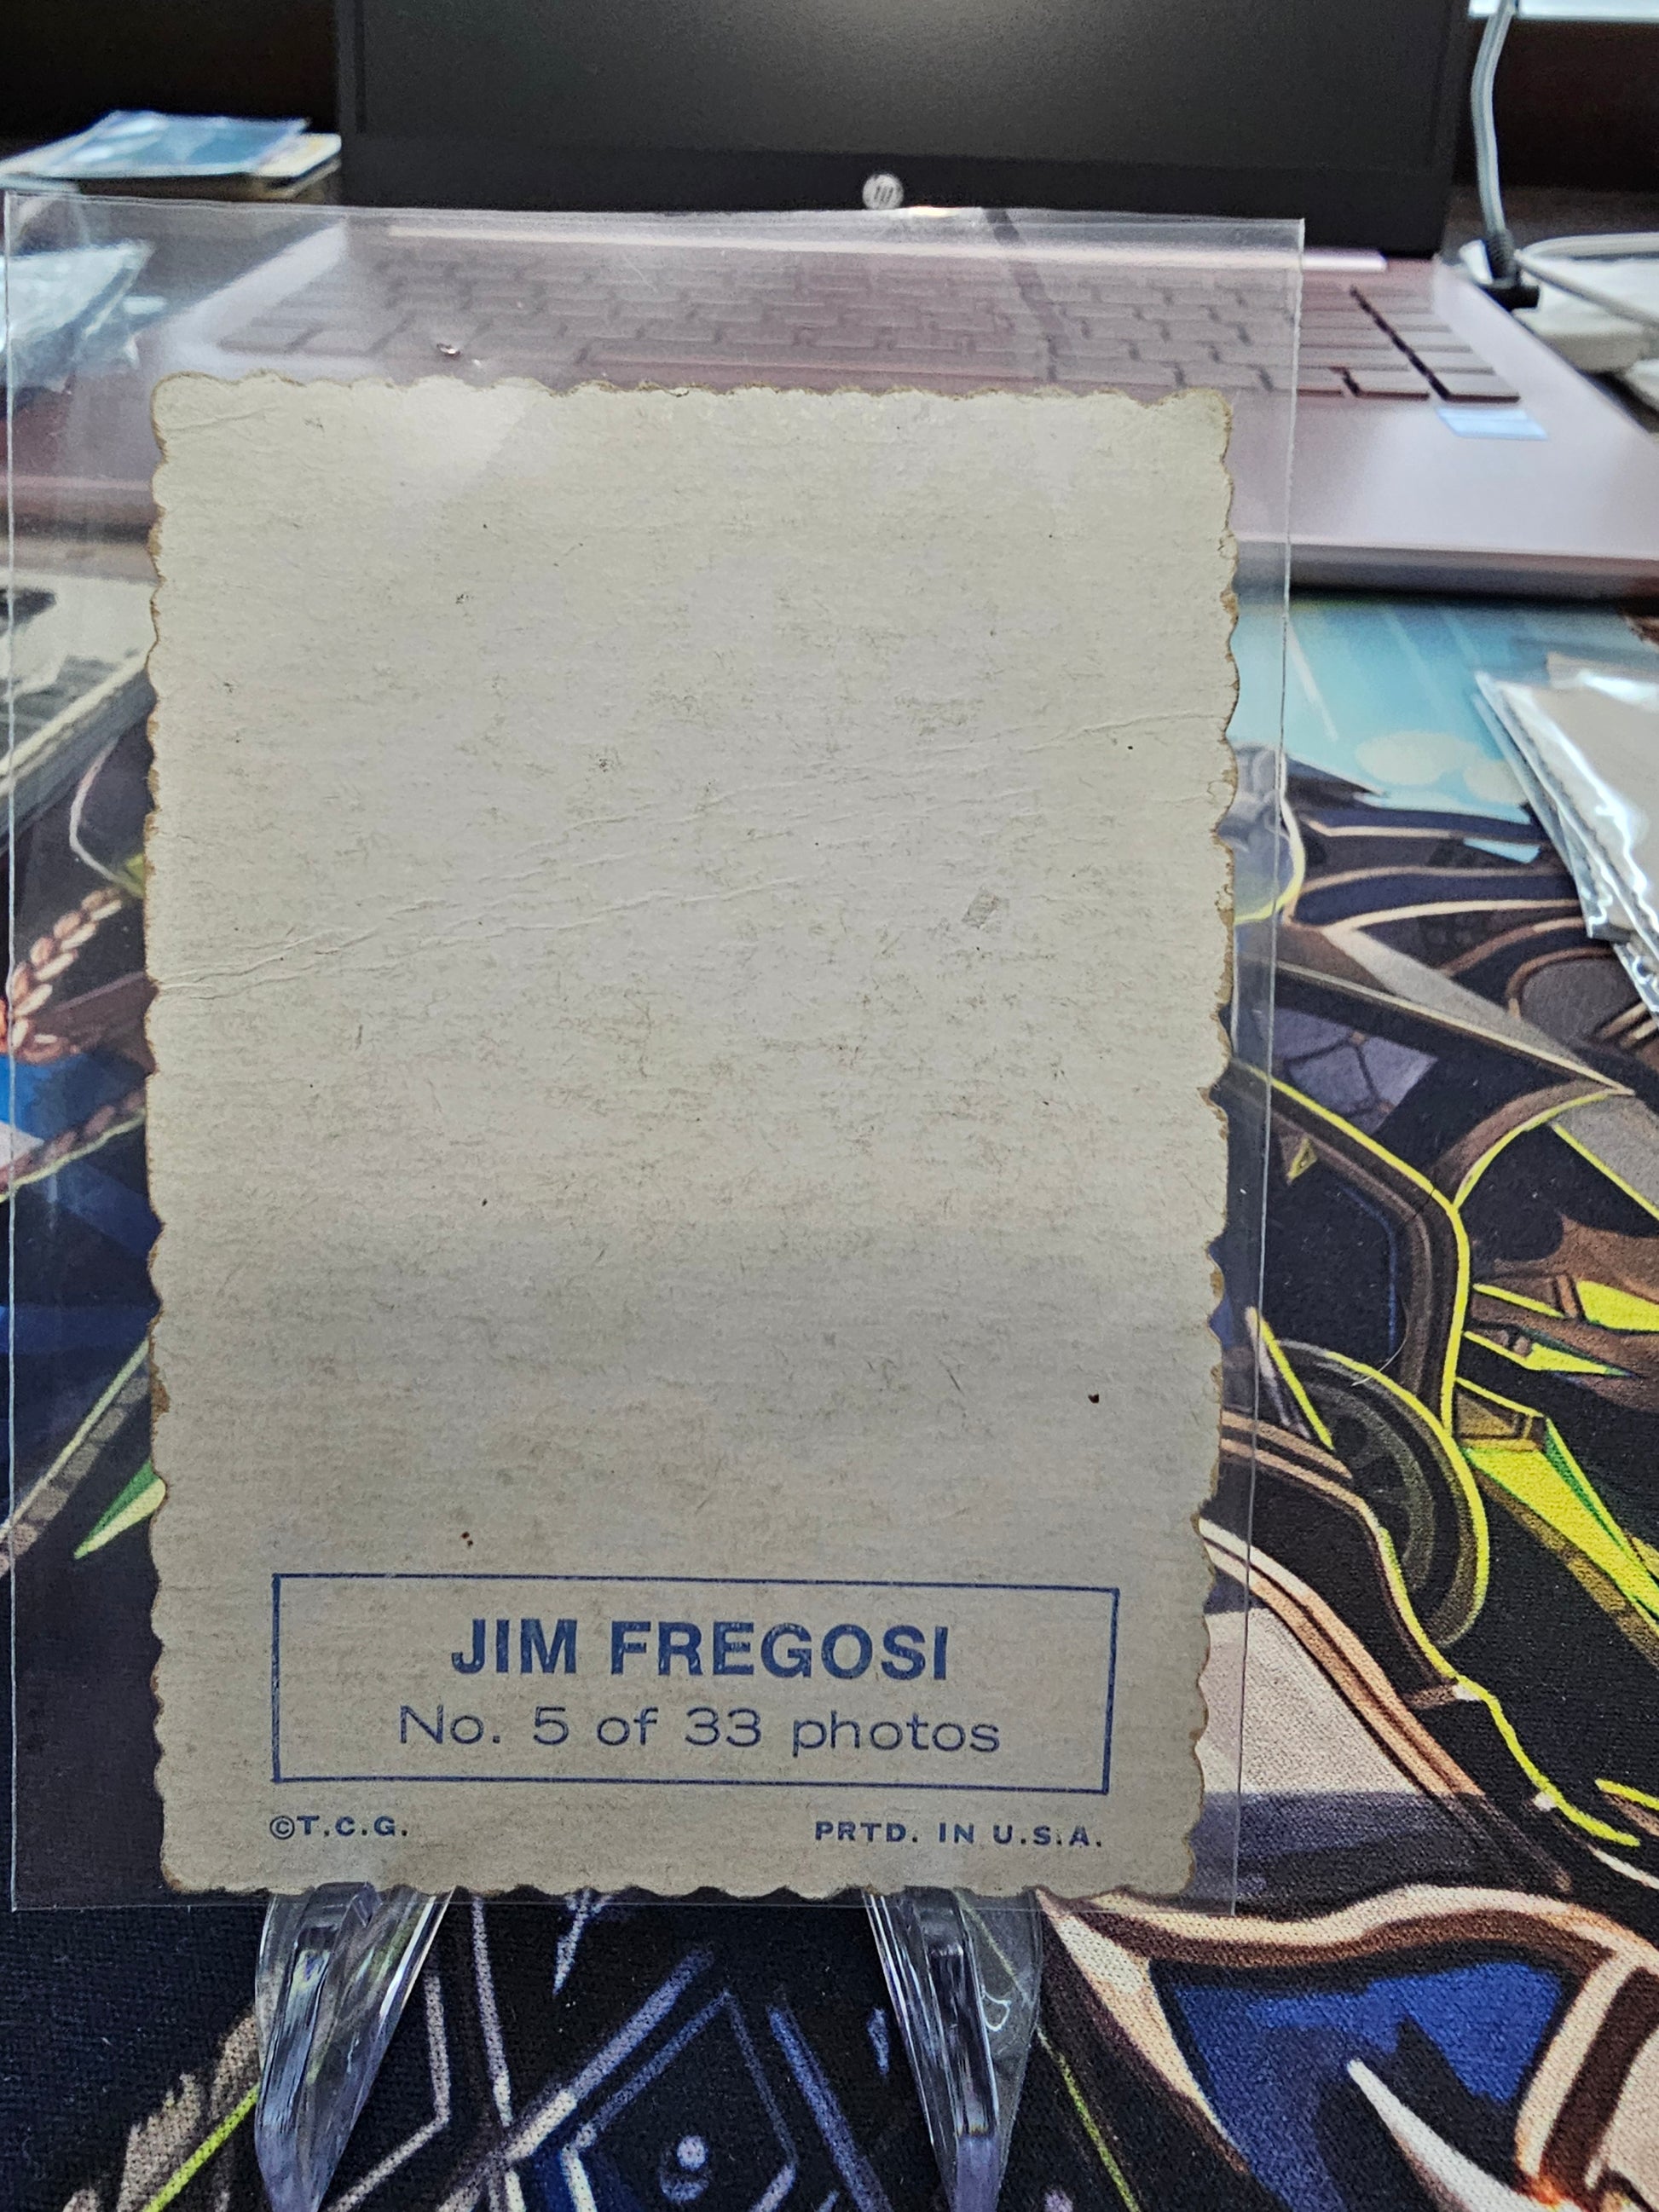 JIM FREGOSI
No. 5 of 33 photos
©T.C.G.
PRTD. IN U.S.A.